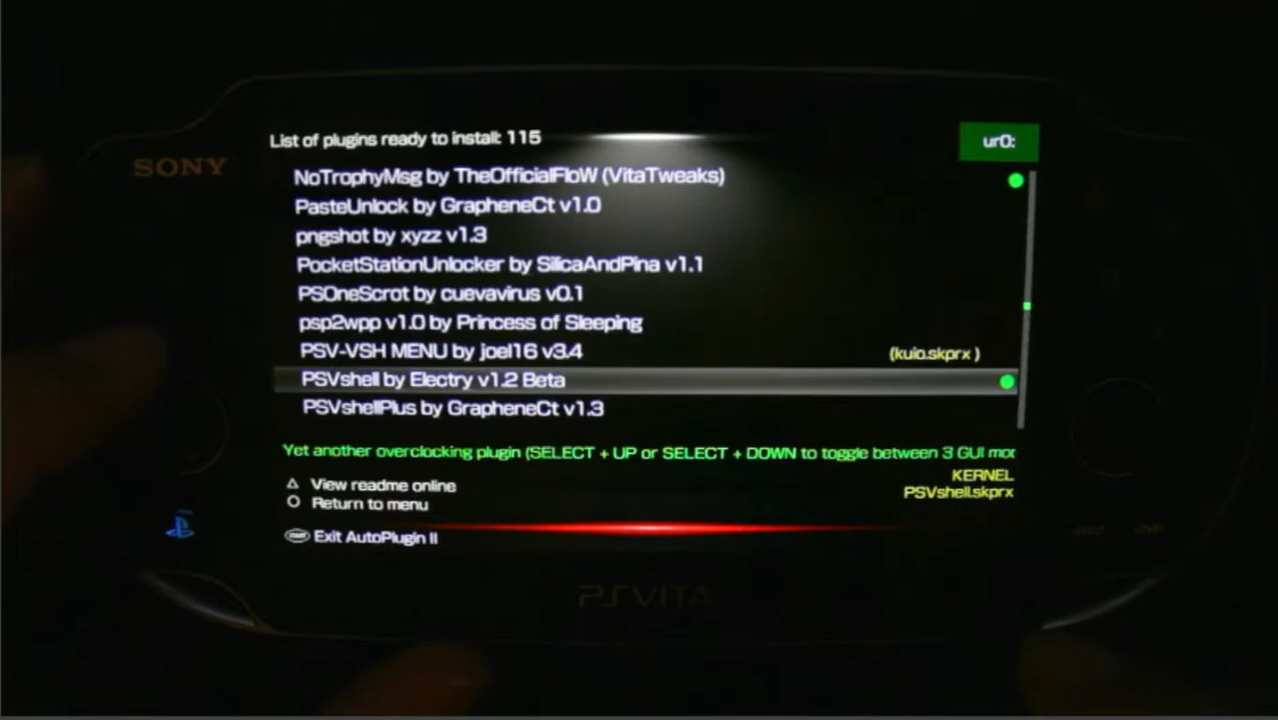 List of plugins ready to install: 115
ur0:
SONY
NoTrophyMsg by TheOfficialFloW (VitaTweaks)
PasteUnlock by GrapheneCt v1.0
pngshot by xyzz v1.3
PocketStationUnlocker by SilicaAndPina v1.1
PSOneScrot by cuevavirus v0.1
psp2wpp v1.0 by Princess of Sleeping
PSV-VSH MENU by joel16 v3.4 (kuio.skprx )
PSVshell by Electry v1.2 Beta
PSVshellPlus by GrapheneCt v1.3
Yet another overclocking plugin (SELECT + UP or SELECT + DOWN to toggle between 3 GUI mo
KERNEL
View readme online
PSVshell.skprx
Return to menu
START Exit AutoPlugin II
PSVITA